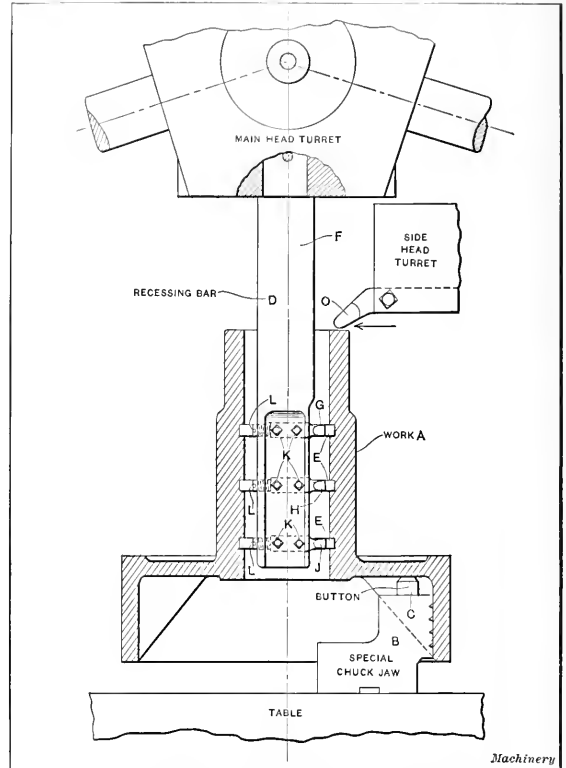 MAIN HEAD TURRET
F
SIDE
HEAD
TURRET
RECESSING BAR
D
O
L
G
WORK A
K
E
L
H
K
E
L
J
BUTTON
C
B
SPECIAL
CHUCK JAW
TABLE
Machinery